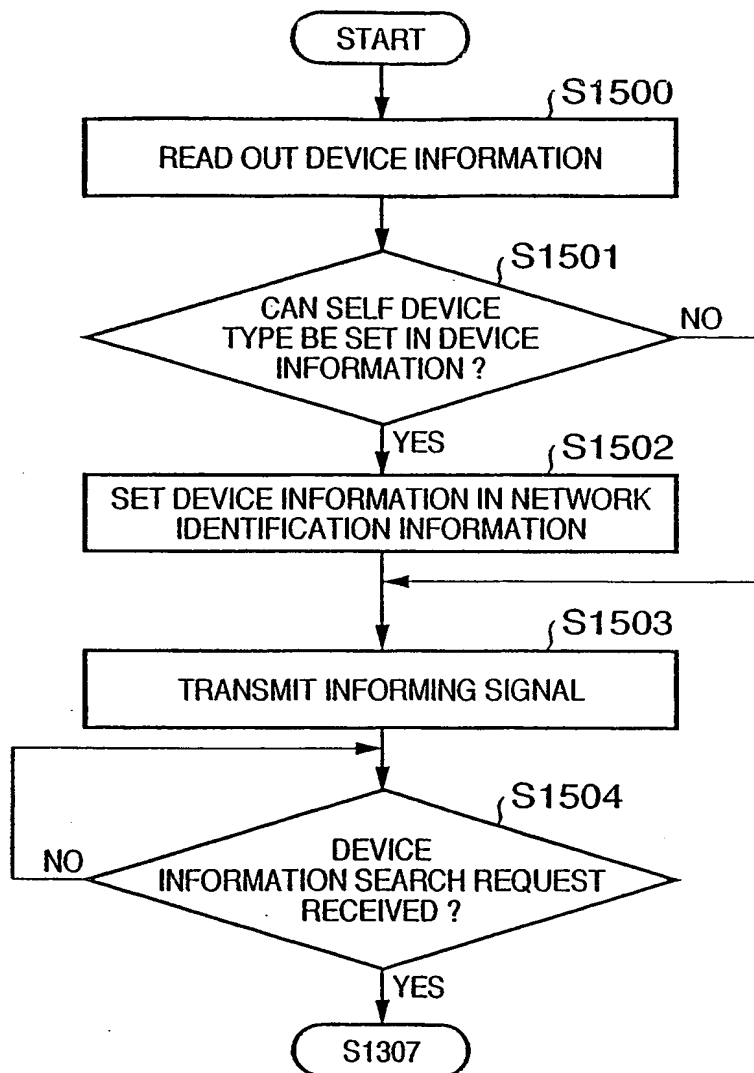 START
S1500
READ OUT DEVICE INFORMATION
S1501
CAN SELF DEVICE
TYPE BE SET IN DEVICE
INFORMATION ?
NO
YES
S1502
SET DEVICE INFORMATION IN NETWORK
IDENTIFICATION INFORMATION
S1503
TRANSMIT INFORMING SIGNAL
S1504
DEVICE
INFORMATION SEARCH REQUEST
RECEIVED ?
NO
YES
S1307